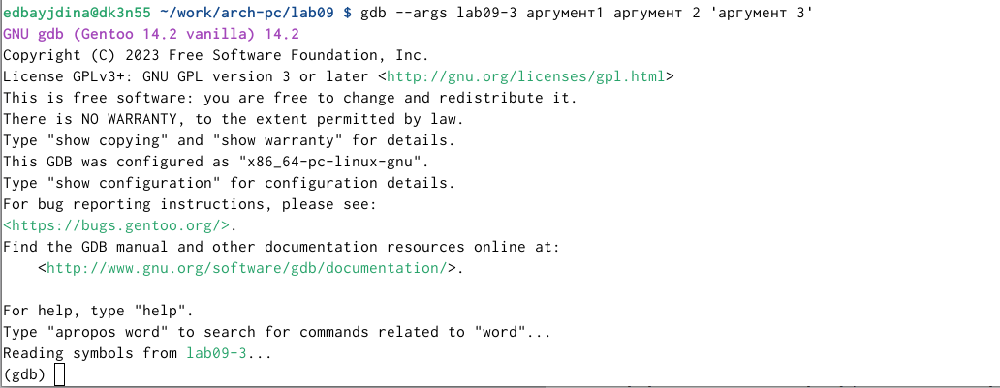 edbayjdina@dk3n55 ~/work/arch-pc/lab09 $ gdb --args lab09-3 аргумент1 аргумент 2 'аргумент 3'
GNU gdb (Gentoo 14.2 vanilla) 14.2
Copyright (C) 2023 Free Software Foundation, Inc.
License GPLv3+: GNU GPL version 3 or later <http://gnu.org/licenses/gpl.html>
This is free software: you are free to change and redistribute it.
There is NO WARRANTY, to the extent permitted by law.
Type "show copying" and "show warranty" for details.
This GDB was configured as "x86_64-pc-linux-gnu".
Type "show configuration" for configuration details.
For bug reporting instructions, please see:
<https://bugs.gentoo.org/>.
Find the GDB manual and other documentation resources online at:
    <http://www.gnu.org/software/gdb/documentation/>.

For help, type "help".
Type "apropos word" to search for commands related to "word"...
Reading symbols from lab09-3...
(gdb)